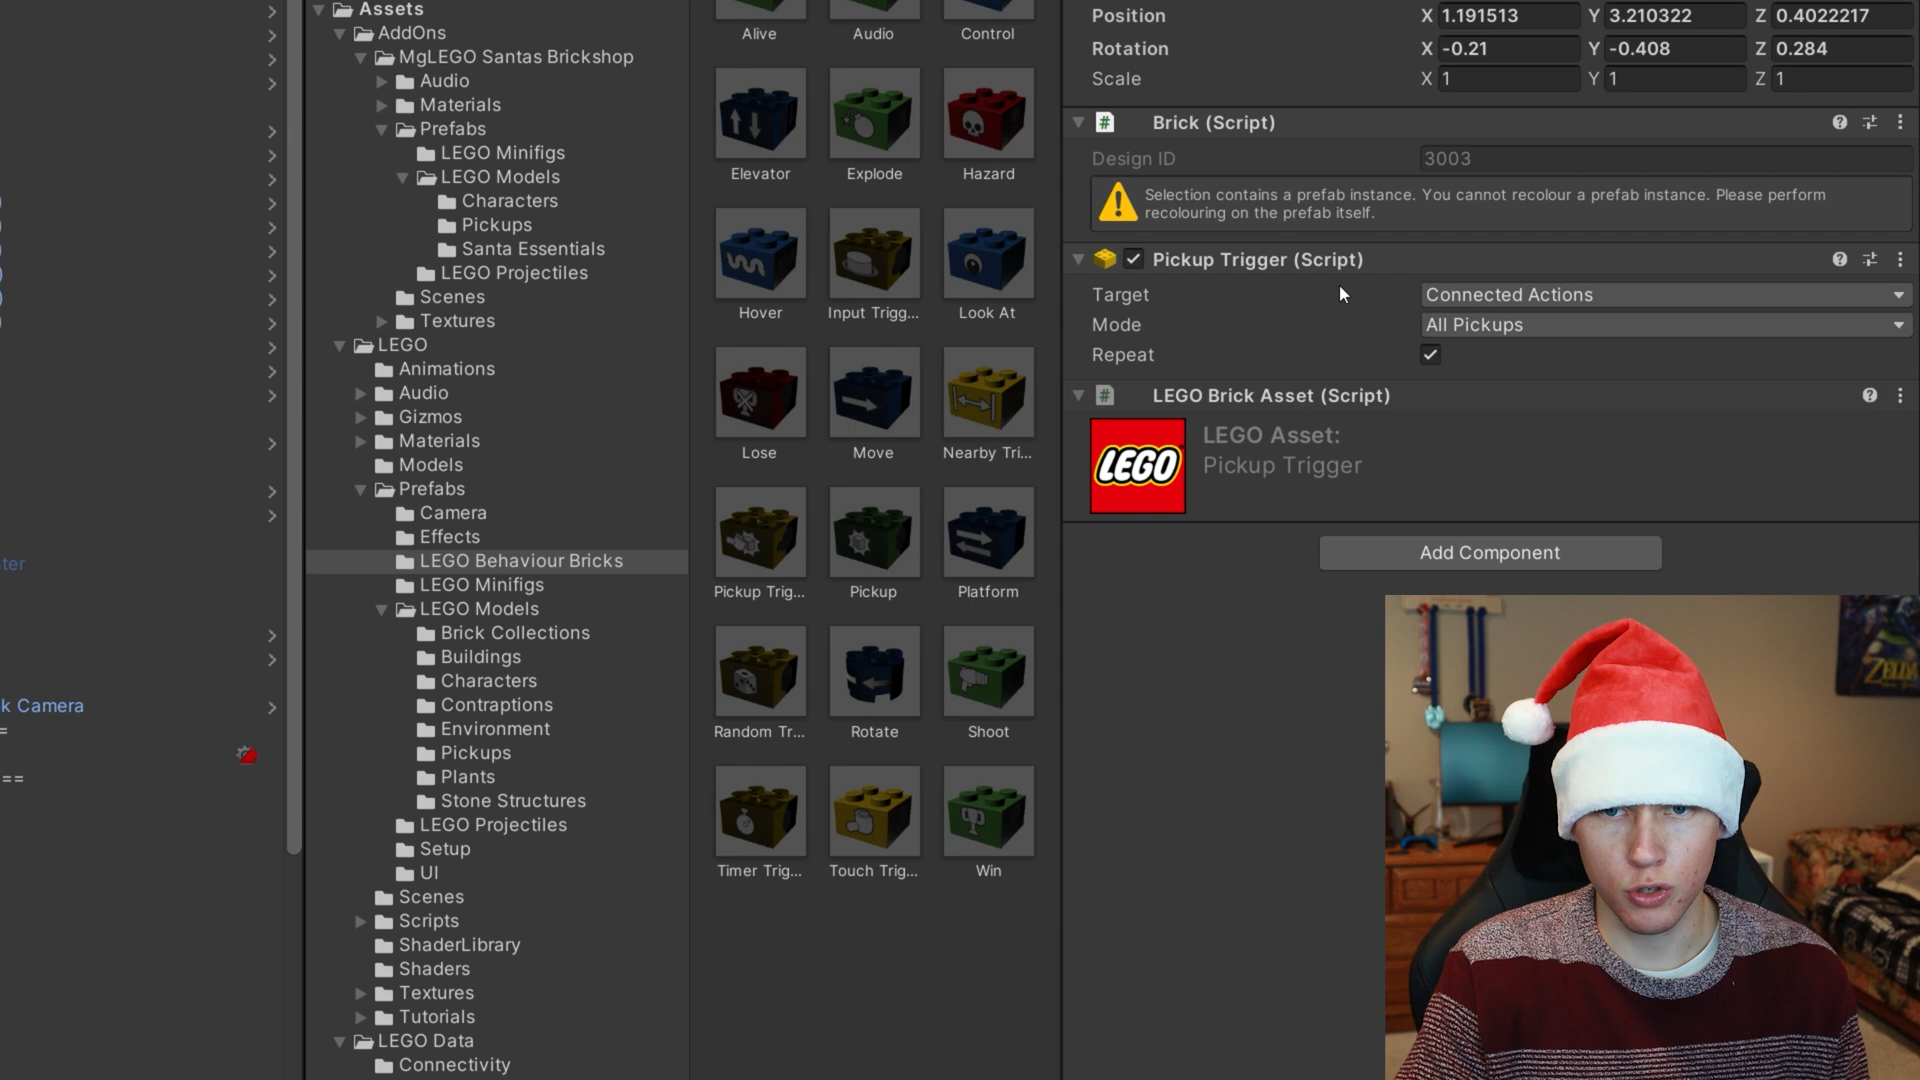 Assets
AddOns
MgLEGO Santas Brickshop
Audio
Materials
Prefabs
LEGO Minifigs
LEGO Models
Characters
Pickups
Santa Essentials
LEGO Projectiles
Scenes
Textures
LEGO
Animations
Audio
Gizmos
Materials
Models
Prefabs
Camera
Effects
LEGO Behaviour Bricks
LEGO Minifigs
LEGO Models
Brick Collections
Buildings
Characters
Contraptions
Environment
Pickups
Plants
Stone Structures
LEGO Projectiles
Setup
UI
Scenes
Scripts
ShaderLibrary
Shaders
Textures
Tutorials
LEGO Data
Connectivity
ter
k Camera
=
==
Alive Audio Control
Elevator Explode Hazard
Hover Input Trigg... Look At
Lose Move Nearby Tri...
Pickup Trig... Pickup Platform
Random Tr... Rotate Shoot
Timer Trig... Touch Trig... Win
Position X 1.191513 Y 3.210322 Z 0.4022217
Rotation X -0.21 Y -0.408 Z 0.284
Scale X 1 Y 1 Z 1
# Brick (Script)
Design ID 3003
Selection contains a prefab instance. You cannot recolour a prefab instance. Please perform
recolouring on the prefab itself.
Pickup Trigger (Script)
Target Connected Actions
Mode All Pickups
Repeat
# LEGO Brick Asset (Script)
LEGO
LEGO Asset:
Pickup Trigger
Add Component
ZELDA